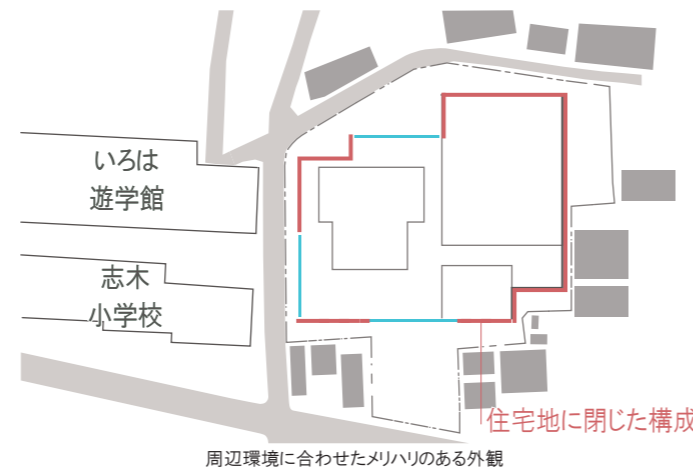 いろは
遊学館
志木
小学校
住宅地に閉じた構成
周辺環境に合わせたメリハリのある外観